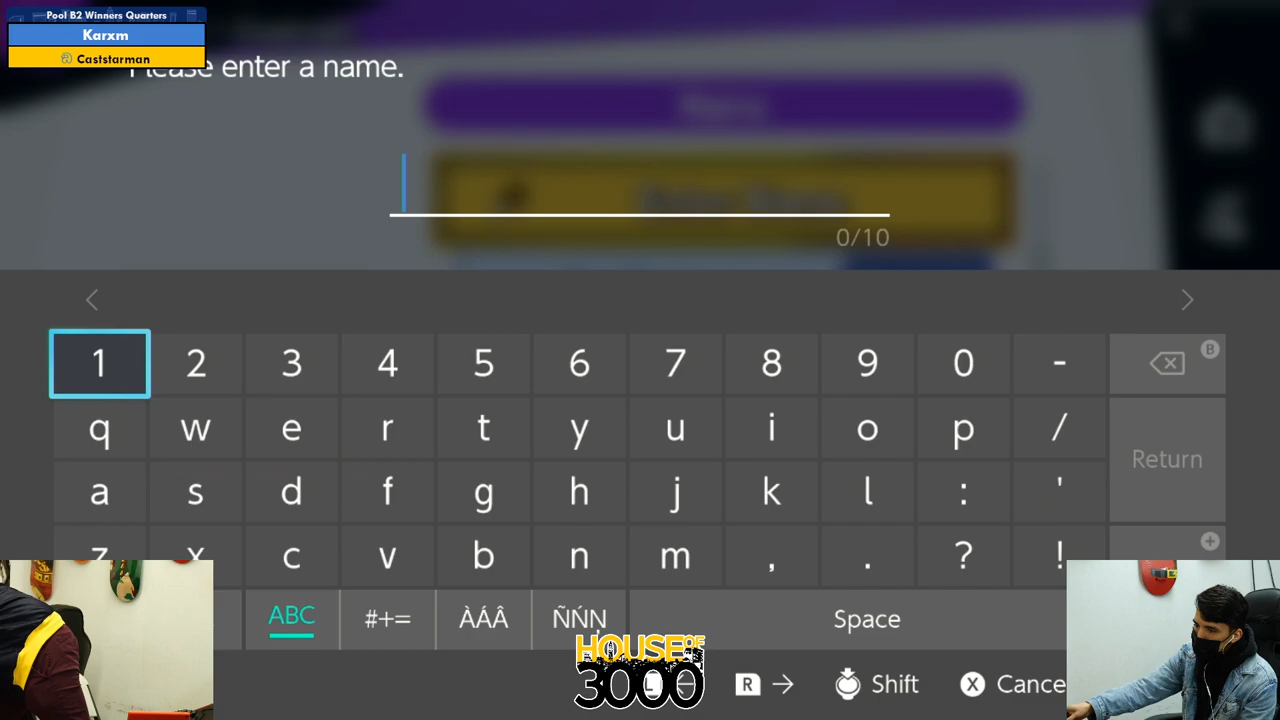 Pool B2 Winners Quarters
Karxm
Caststarman
Please enter a name.
0/10
1 2 3 4 5 6 7 8 9 0 - B
q w e r t y u i o p /
Return
a s d f g h j k l : '
z x c v b n m , . ? ! +
ABC #+= ÀÁÂ ÑŃŅ Space
HOUSE OF
3000
L R → Shift X Cance